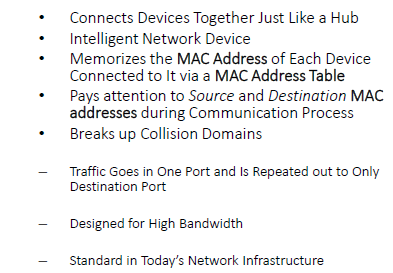 • Connects Devices Together Just Like a Hub
• Intelligent Network Device
• Memorizes the MAC Address of Each Device
Connected to It via a MAC Address Table
• Pays attention to Source and Destination MAC
addresses during Communication Process
• Breaks up Collision Domains
– Traffic Goes in One Port and Is Repeated out to Only
Destination Port
– Designed for High Bandwidth
– Standard in Today’s Network Infrastructure